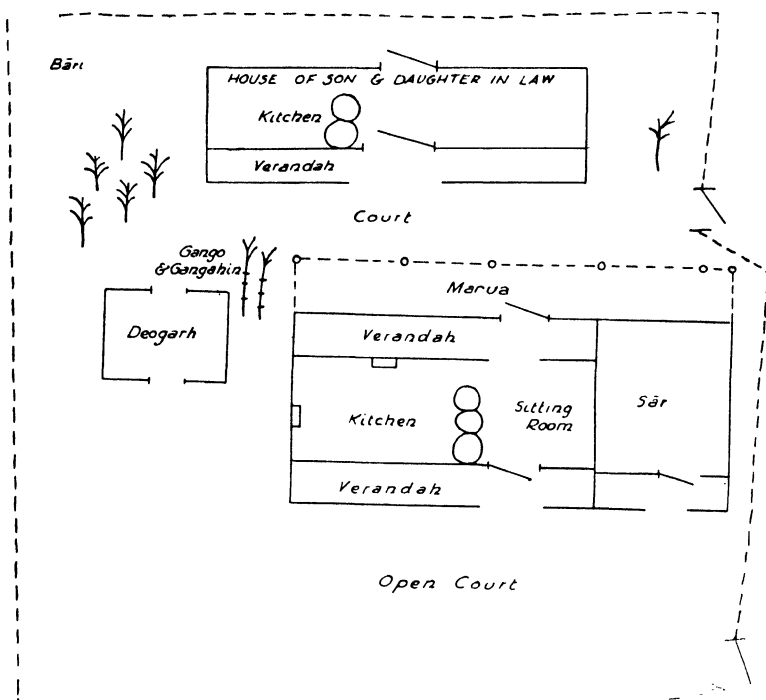 Bāri
HOUSE OF SON & DAUGHTER IN LAW
Kitchen
Verandah
Court
Gango
& Gangahin
Marua
Deogarh
Verandah
Kitchen
Sitting
Room
Sār
Verandah
Open Court